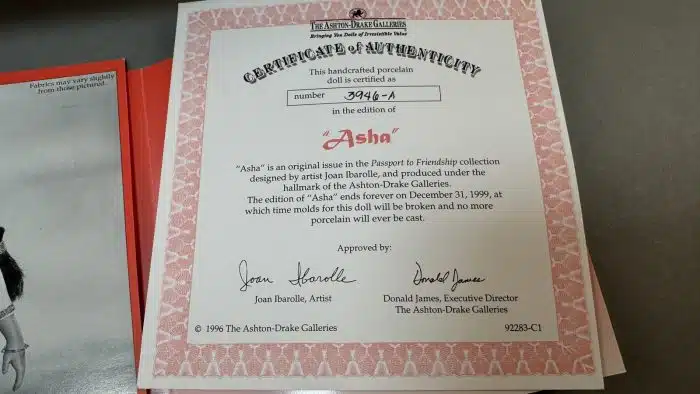 Fabrics may vary slightly
from those pictured.
The Ashton-Drake Galleries
Bringing You Dolls of Irresistible Value
CERTIFICATE of AUTHENTICITY
This handcrafted porcelain
doll is certified as
number 3946-A
in the edition of
"Asha"
"Asha" is an original issue in the Passport to Friendship collection
designed by artist Joan Ibarolle, and produced under the
hallmark of the Ashton-Drake Galleries.
The edition of "Asha" ends forever on December 31, 1999, at
which time molds for this doll will be broken and no more
porcelain will ever be cast.
Approved by:
Joan Ibarolle Donald James
Joan Ibarolle, Artist Donald James, Executive Director
The Ashton-Drake Galleries
© 1996 The Ashton-Drake Galleries 92283-C1